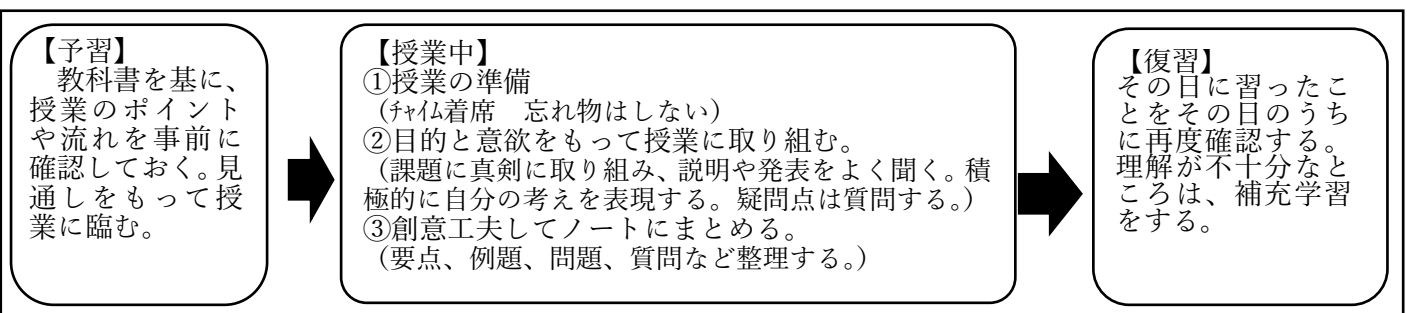 【予習】
　教科書を基に、
授業のポイント
や流れを事前に
確認しておく。見
通しをもって授
業に臨む。
【授業中】
①授業の準備
（ﾁｬｲﾑ着席　忘れ物はしない）
②目的と意欲をもって授業に取り組む。
（課題に真剣に取り組み、説明や発表をよく聞く。積
極的に自分の考えを表現する。疑問点は質問する。）
③創意工夫してノートにまとめる。
（要点、例題、問題、質問など整理する。）
【復習】
その日に習ったこ
とをその日のうち
に再度確認する。
理解が不十分なと
ころは、補充学習
をする。